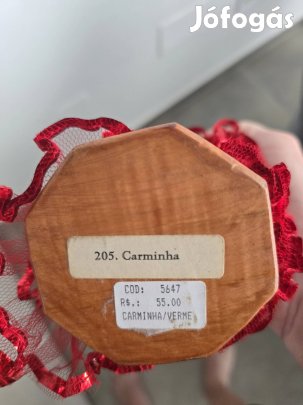 Jófogás
205. Carminha
COD: 5647
R$.: 55.00
CARMINHA/VERME